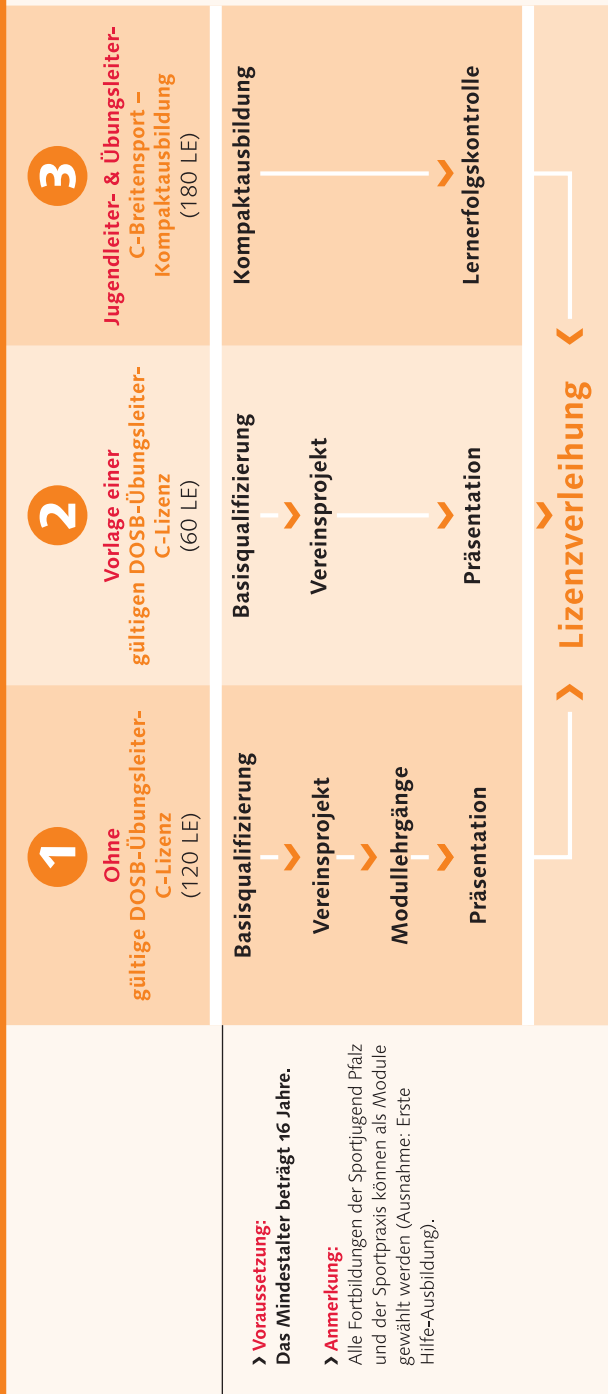 1
Ohne
gültige DOSB-Übungsleiter-
C-Lizenz
(120 LE)
Basisqualifizierung
Vereinsprojekt
Modullehrgänge
Präsentation
2
Vorlage einer
gültigen DOSB-Übungsleiter-
C-Lizenz
(60 LE)
Basisqualifizierung
Vereinsprojekt
Präsentation
3
Jugendleiter- & Übungsleiter-
C-Breitensport –
Kompaktausbildung
(180 LE)
Kompaktausbildung
Lernerfolgskontrolle
Lizenzverleihung
› Voraussetzung:
Das Mindestalter beträgt 16 Jahre.
› Anmerkung:
Alle Fortbildungen der Sportjugend Pfalz
und der Sportpraxis können als Module
gewählt werden (Ausnahme: Erste
Hilfe-Ausbildung).